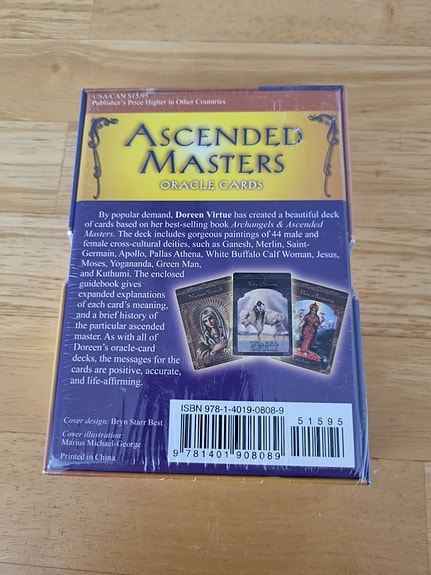 USA/CAN $15.95
Publisher's Price Higher in Other Countries
ASCENDED
MASTERS
ORACLE CARDS
By popular demand, Doreen Virtue has created a beautiful deck
of cards based on her best-selling book Archangels & Ascended
Masters. The deck includes gorgeous paintings of 44 male and
female cross-cultural deities, such as Ganesh, Merlin, Saint-
Germain, Apollo, Pallas Athena, White Buffalo Calf Woman, Jesus,
Moses, Yogananda, Green Man,
and Kuthumi. The enclosed
guidebook gives
expanded explanations
of each card's meaning,
and a brief history of
the particular ascended
master. As with all of
Doreen's oracle-card
decks, the messages for the
cards are positive, accurate,
and life-affirming.
Cover design: Bryn Starr Best
Cover illustration:
Marius Michael-George
Printed in China
ISBN 978-1-4019-0808-9
51595
9 781401 908089